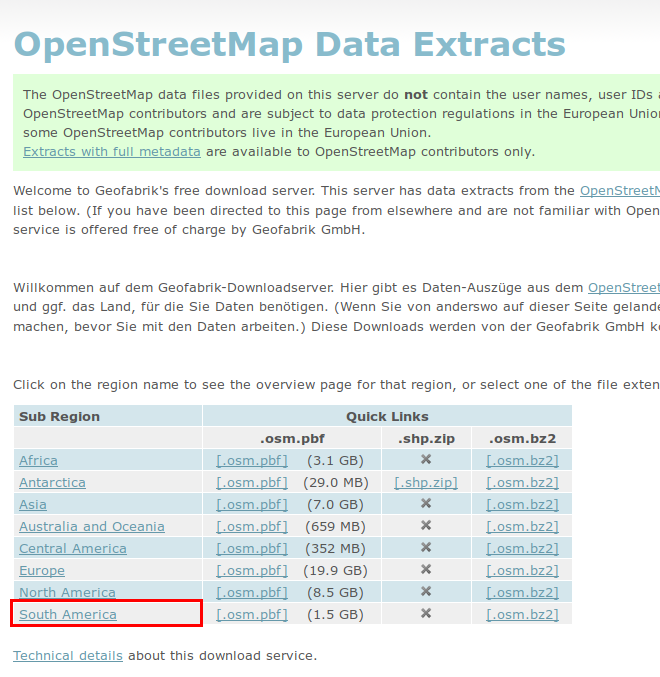 OpenStreetMap Data Extracts
The OpenStreetMap data files provided on this server do not contain the user names, user IDs
OpenStreetMap contributors and are subject to data protection regulations in the European
some OpenStreetMap contributors live in the European Union.
Extracts with full metadata are available to OpenStreetMap contributors only.
Welcome to Geofabrik's free download server. This server has data extracts from the
list below. (If you have been directed to this page from elsewhere and are not familiar with Open
service is offered free of charge by Geofabrik GmbH.
Willkommen auf dem Geofabrik-Downloadserver. Hier gibt es Daten-Auszüge aus dem OpenStreet
und ggf. das Land, für die Sie Daten benötigen. (Wenn Sie von anderswo auf dieser Seite gelande
machen, bevor Sie mit den Daten arbeiten.) Diese Downloads werden von der Geofabrik GmbH
Click on the region name to see the overview page for that region, or select one of the file exten
Sub Region Quick Links
.osm.pbf .shp.zip .osm.bz2
Africa [.osm.pbf] (3.1 GB) ✖ [.osm.bz2]
Antarctica [.osm.pbf] (29.0 MB) [.shp.zip] [.osm.bz2]
Asia [.osm.pbf] (7.0 GB) ✖ [.osm.bz2]
Australia and Oceania [.osm.pbf] (659 MB) ✖ [.osm.bz2]
Central America [.osm.pbf] (352 MB) ✖ [.osm.bz2]
Europe [.osm.pbf] (19.9 GB) ✖ [.osm.bz2]
North America [.osm.pbf] (8.5 GB) ✖ [.osm.bz2]
South America [.osm.pbf] (1.5 GB) ✖ [.osm.bz2]
Technical details about this download service.